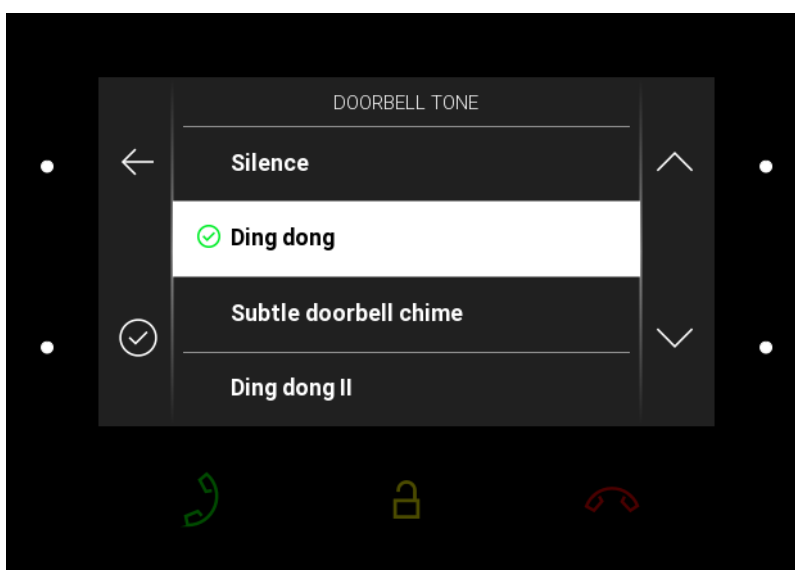 DOORBELL TONE
Silence
Ding dong
Subtle doorbell chime
Ding dong II